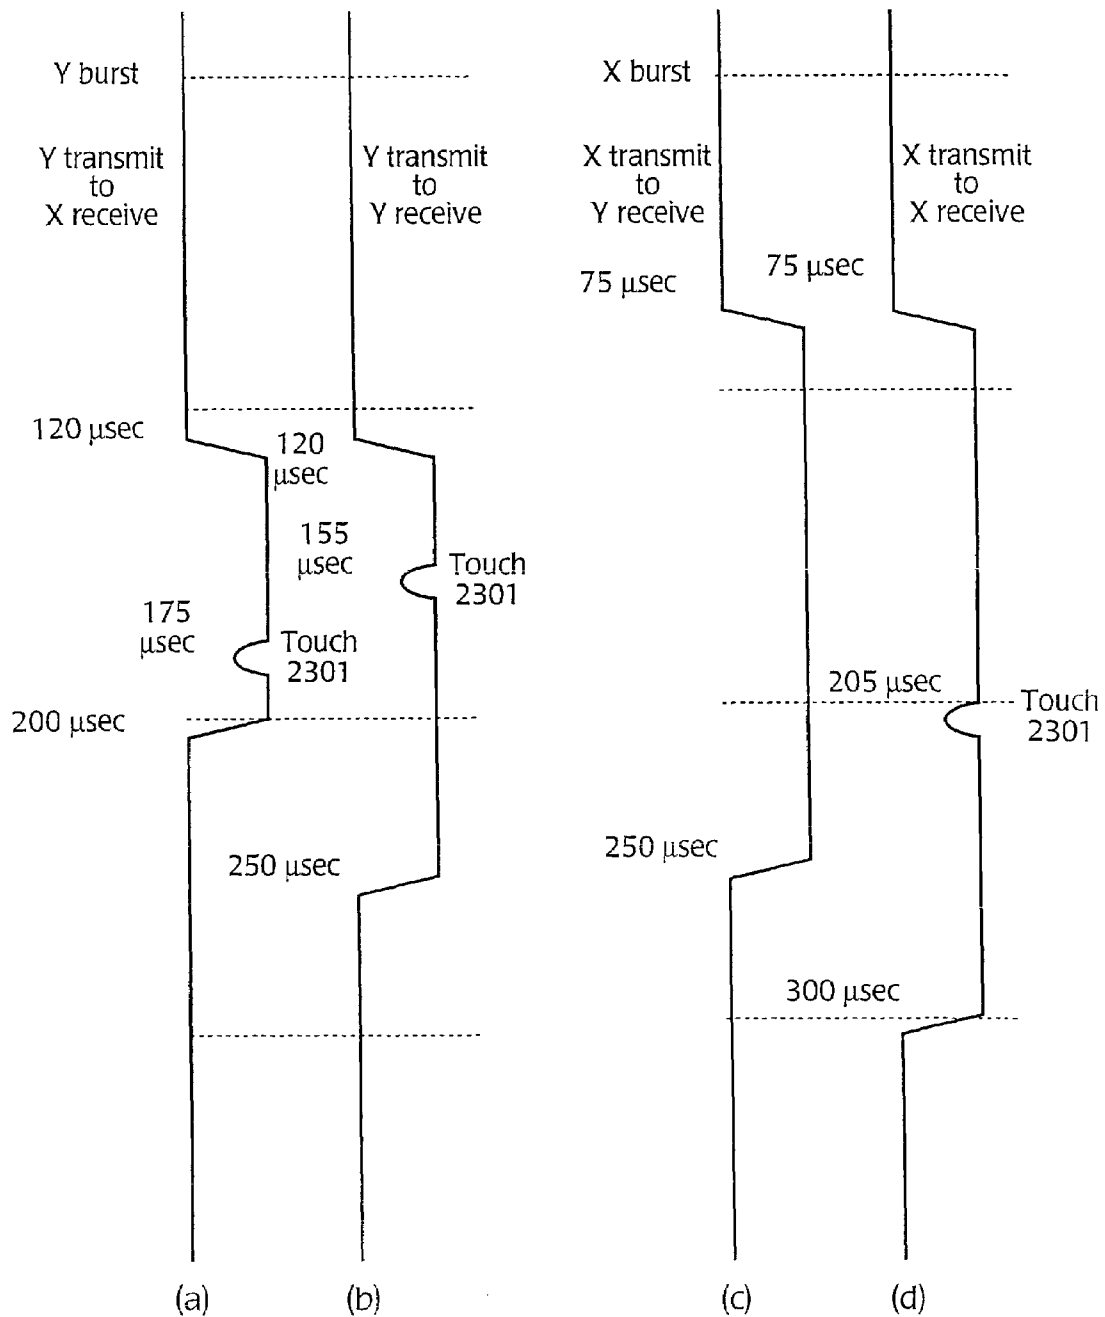 Y burst
Y transmit
to
X receive
Y transmit
to
Y receive
120 µsec
120
µsec
155
µsec
Touch
2301
175
µsec
Touch
2301
200 µsec
250 µsec
(a)
(b)
X burst
X transmit
to
Y receive
X transmit
to
X receive
75 µsec
75 µsec
205 µsec
Touch
2301
250 µsec
300 µsec
(c)
(d)